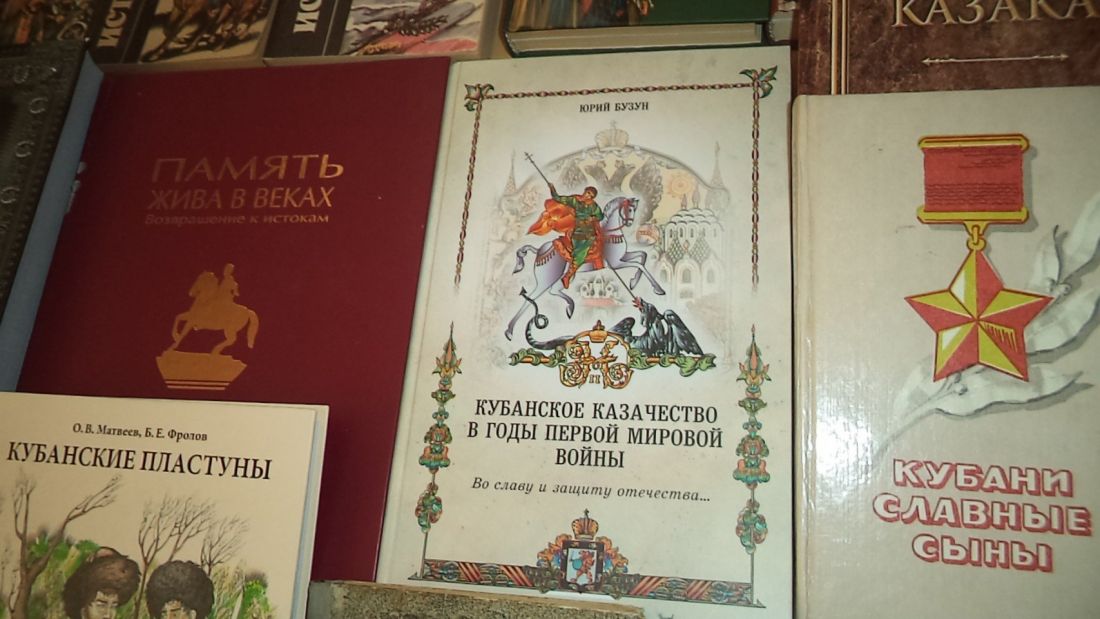 КАЗАКА
ПАМЯТЬ
ЖИВА В ВЕКАХ
Возвращение к истокам
ЮРИЙ БУЗУН
КУБАНСКОЕ КАЗАЧЕСТВО
В ГОДЫ ПЕРВОЙ МИРОВОЙ
ВОЙНЫ
Во славу и защиту отечества...
КУБАНИ
СЛАВНЫЕ
СЫНЫ
О. В. Матвеев, Б. Е. Фролов
КУБАНСКИЕ ПЛАСТУНЫ